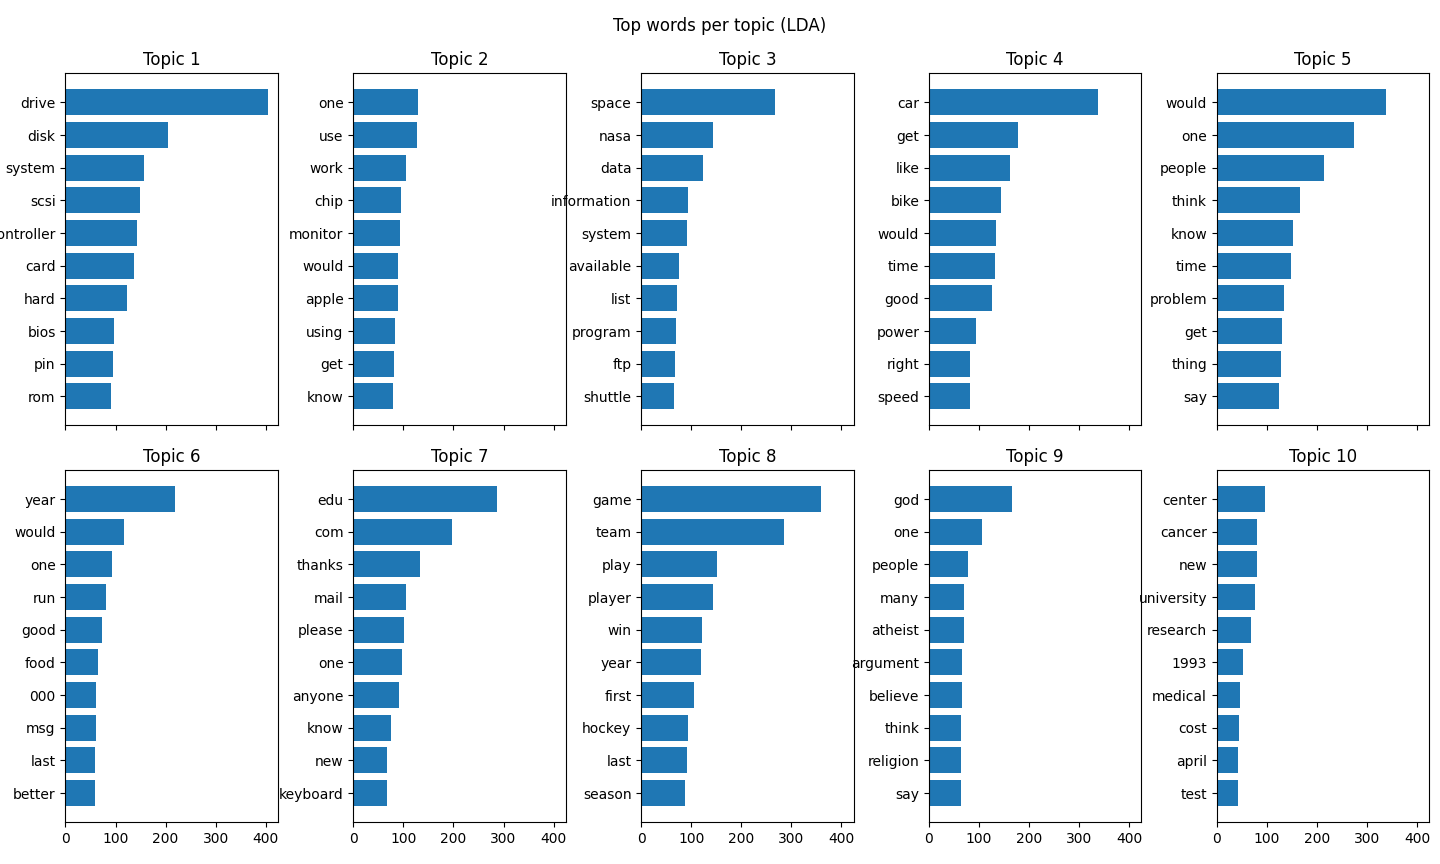 Top words per topic (LDA)
Topic 1
drive
disk
system
scsi
ontroller
card
hard
bios
pin
rom
Topic 2
one
use
work
chip
monitor
would
apple
using
get
know
Topic 3
space
nasa
data
information
system
available
list
program
ftp
shuttle
Topic 4
car
get
like
bike
would
time
good
power
right
speed
Topic 5
would
one
people
think
know
time
problem
get
thing
say
Topic 6
year
would
one
run
good
food
000
msg
last
better
0 100 200 300 400
Topic 7
edu
com
thanks
mail
please
one
anyone
know
new
keyboard
0 100 200 300 400
Topic 8
game
team
play
player
win
year
first
hockey
last
season
0 100 200 300 400
Topic 9
god
one
people
many
atheist
argument
believe
think
religion
say
0 100 200 300 400
Topic 10
center
cancer
new
university
research
1993
medical
cost
april
test
0 100 200 300 400